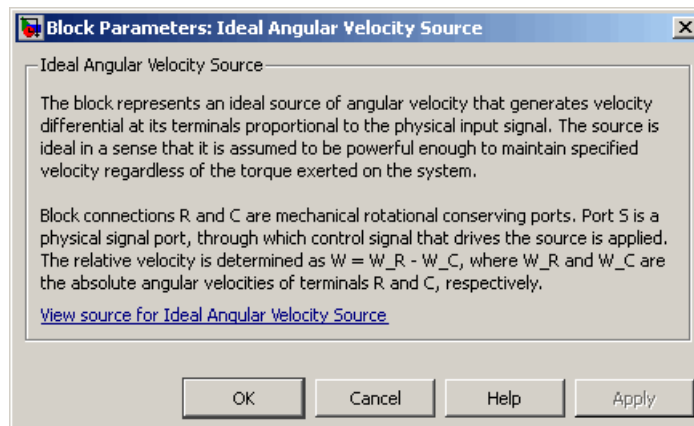 Block Parameters: Ideal Angular Velocity Source
Ideal Angular Velocity Source
The block represents an ideal source of angular velocity that generates velocity
differential at its terminals proportional to the physical input signal. The source is
ideal in a sense that it is assumed to be powerful enough to maintain specified
velocity regardless of the torque exerted on the system.
Block connections R and C are mechanical rotational conserving ports. Port S is a
physical signal port, through which control signal that drives the source is applied.
The relative velocity is determined as W = W_R - W_C, where W_R and W_C are
the absolute angular velocities of terminals R and C, respectively.
View source for Ideal Angular Velocity Source
OK Cancel Help Apply